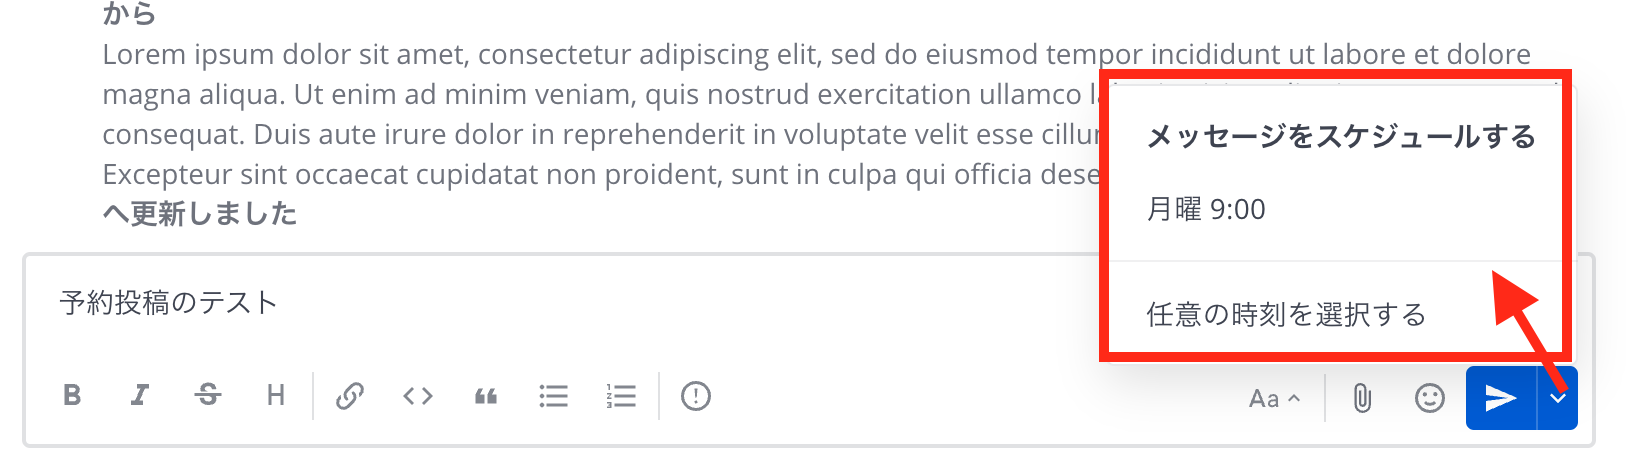 から
Lorem ipsum dolor sit amet, consectetur adipiscing elit, sed do eiusmod tempor incididunt ut labore et dolore
magna aliqua. Ut enim ad minim veniam, quis nostrud exercitation ullamco
consequat. Duis aute irure dolor in reprehenderit in voluptate velit esse
Excepteur sint occaecat cupidatat non proident, sunt in culpa qui officia
へ更新しました
メッセージをスケジュールする
月曜 9:00
任意の時刻を選択する
予約投稿のテスト
B I S H
Aa